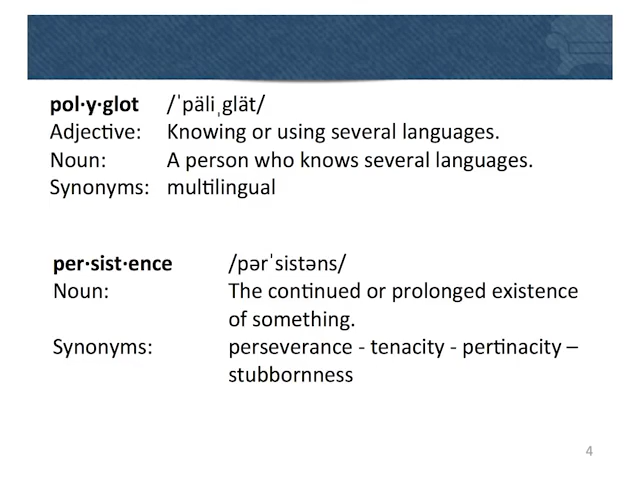 pol·y·glot /ˈpäliˌglät/
Adjective: Knowing or using several languages.
Noun: A person who knows several languages.
Synonyms: multilingual
per·sist·ence /pərˈsistəns/
Noun: The continued or prolonged existence
of something.
Synonyms: perseverance - tenacity - pertinacity –
stubbornness
4